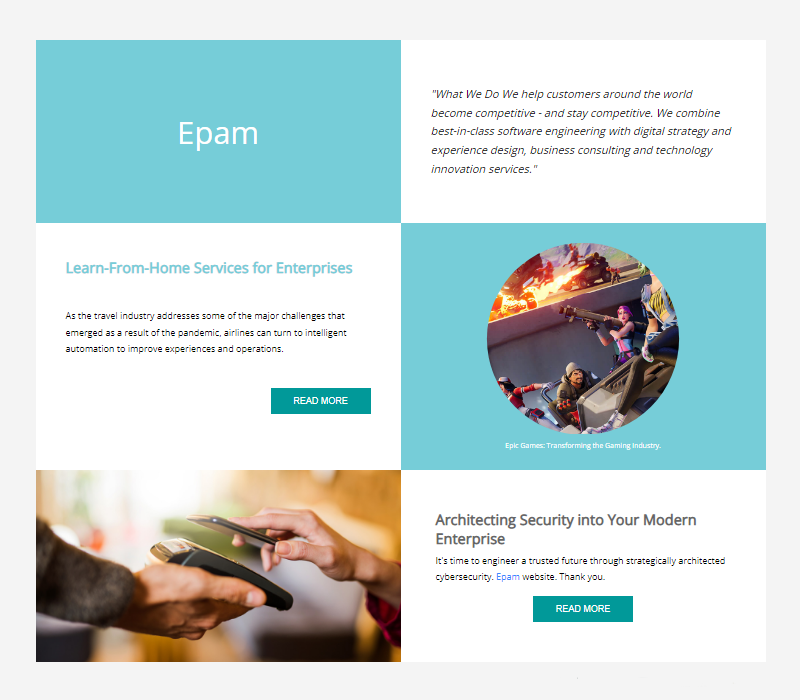 Epam
"What We Do We help customers around the world
become competitive - and stay competitive. We combine
best-in-class software engineering with digital strategy and
experience design, business consulting and technology
innovation services."
Learn-From-Home Services for Enterprises
As the travel industry addresses some of the major challenges that
emerged as a result of the pandemic, airlines can turn to intelligent
automation to improve experiences and operations.
READ MORE
Epic Games: Transforming the Gaming Industry.
Architecting Security into Your Modern
Enterprise
It's time to engineer a trusted future through strategically architected
cybersecurity. Epam website. Thank you.
READ MORE